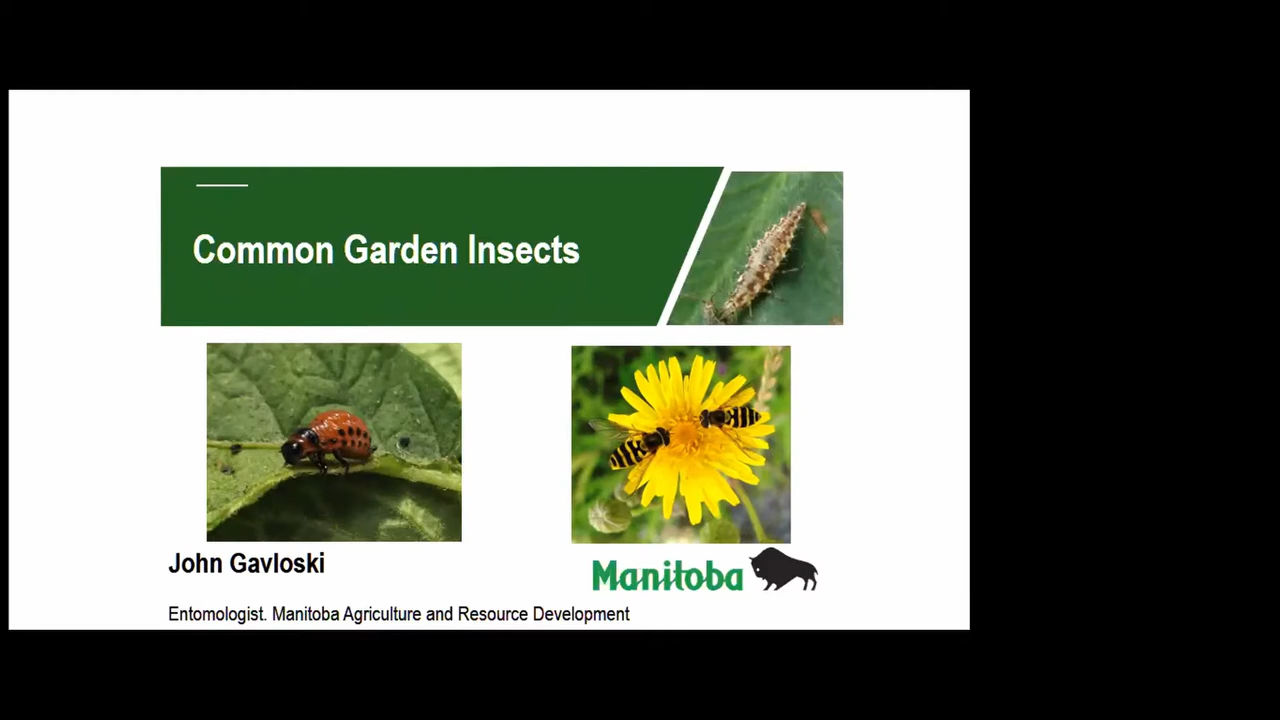 Common Garden Insects
John Gavloski
Manitoba
Entomologist. Manitoba Agriculture and Resource Development